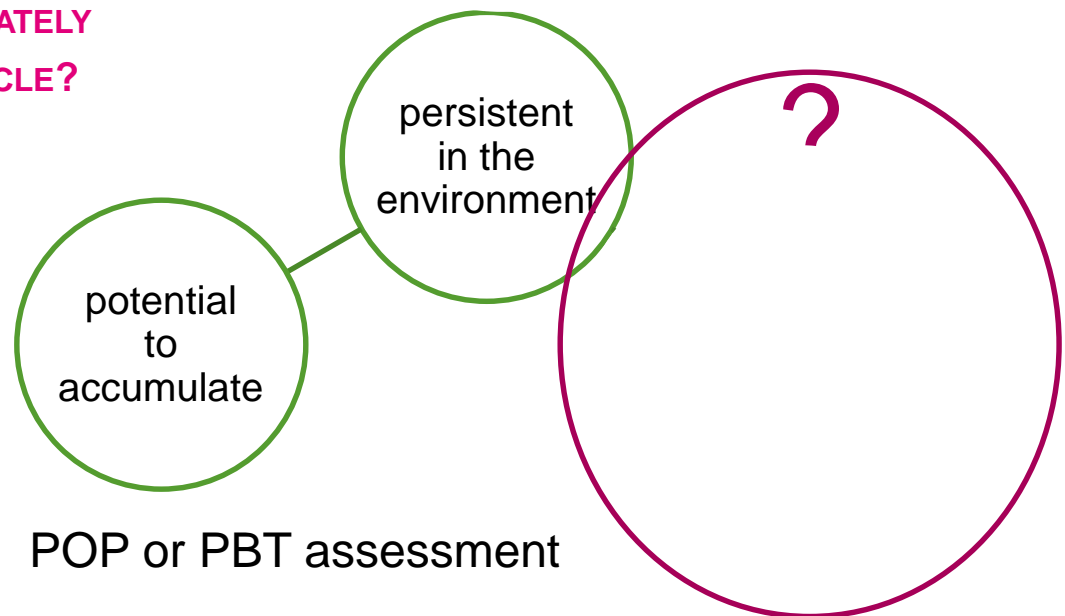 ATELY
CLE?
persistent
in the
environment
?
potential
to
accumulate
POP or PBT assessment